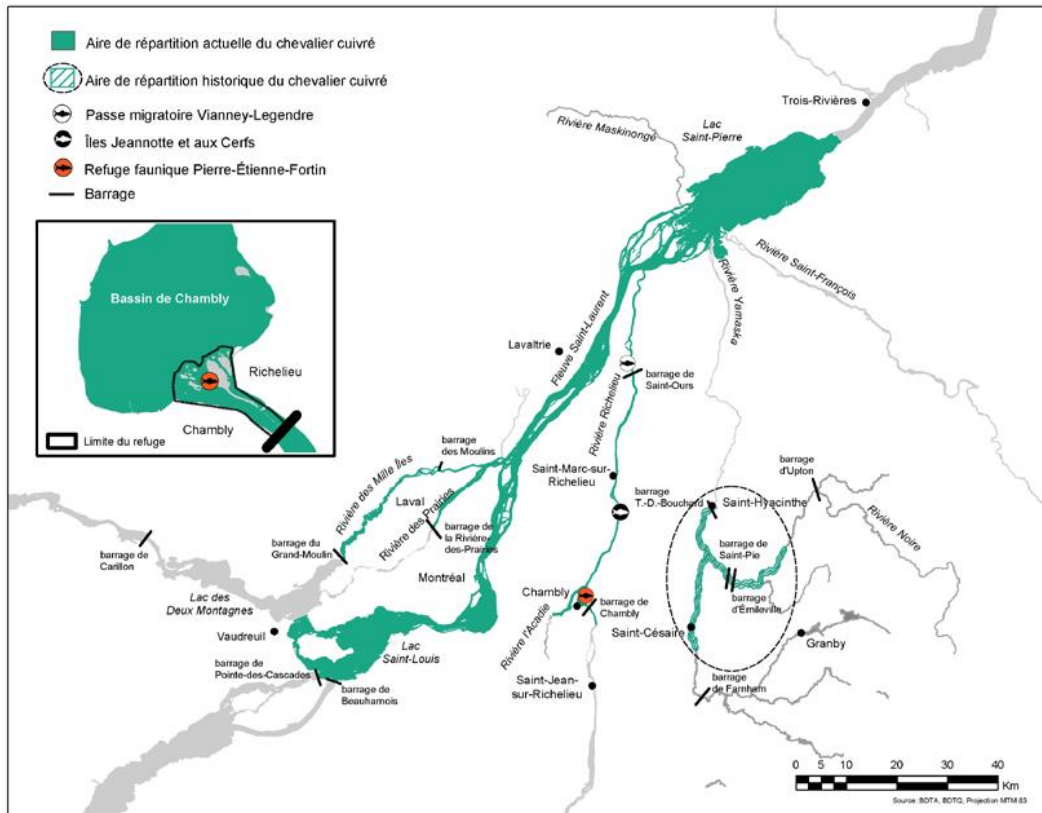 Aire de répartition actuelle du chevalier cuivré
Aire de répartition historique du chevalier cuivré
Passe migratoire Vianney-Legendre
Îles Jeannotte et aux Cerfs
Refuge faunique Pierre-Étienne-Fortin
Barrage
Bassin de Chambly
Richelieu
Chambly
Limite du refuge
Trois-Rivières
Rivière Maskinongé
Lac
Saint-Pierre
Rivière Saint-François
Rivière Yamaska
Fleuve Saint-Laurent
Lavaltrie
barrage de
Saint-Ours
Rivière Richelieu
Saint-Marc-sur-
Richelieu
barrage
des Moulins
Rivière des Mille Îles
Laval
Rivière des Prairies
barrage de
la Rivière-
des-Prairies
barrage du
Grand-Moulin
Montréal
barrage de
Carillon
Lac des
Deux Montagnes
Vaudreuil
Lac
Saint-Louis
barrage de
Pointe-des-Cascades
barrage de
Beauharnois
Chambly
barrage de
Chambly
Rivière l'Acadie
Saint-Jean-
sur-Richelieu
barrage
T.-D.-Bouchard
Saint-Hyacinthe
barrage
d'Upton
Rivière Noire
barrage de
Saint-Pie
barrage
d'Émileville
Saint-Césaire
Granby
barrage
de Farnham
0 5 10 20 30 40
Km
Source: BDTA, BDTQ, Projection MTM 83